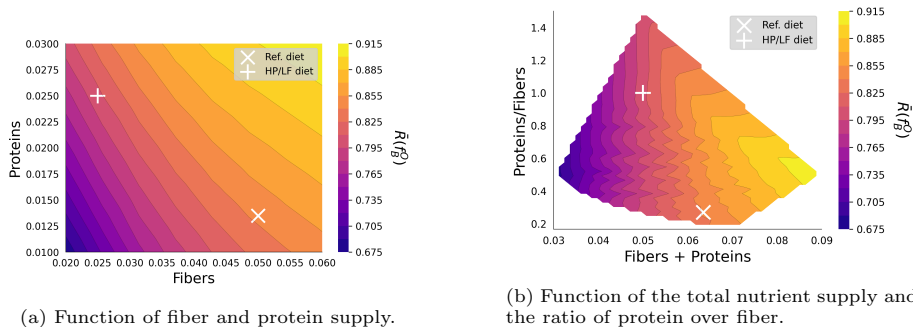 0.0300
0.0275
0.0250
0.0225
0.0200
0.0175
0.0150
0.0125
0.0100
Proteins
0.020 0.025 0.030 0.035 0.040 0.045 0.050 0.055 0.060
Fibers
Ref. diet
HP/LF diet
0.915
0.885
0.855
0.825
0.795
0.765
0.735
0.705
0.675
R̄(f_B^O)
(a) Function of fiber and protein supply.
1.4
1.2
1.0
0.8
0.6
0.4
0.2
Proteins/Fibers
0.03 0.04 0.05 0.06 0.07 0.08 0.09
Fibers + Proteins
Ref. diet
HP/LF diet
0.915
0.885
0.855
0.825
0.795
0.765
0.735
0.705
0.675
R(f_B^O)
(b) Function of the total nutrient supply and
the ratio of protein over fiber.